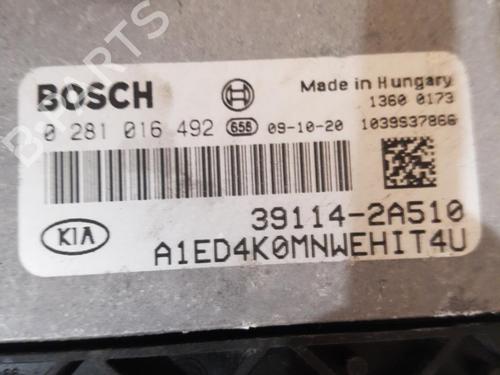 B-PARTS
BOSCH
Made in Hungary
1360 0173
0 281 016 492 656 09-10-20 1039S37866
39114-2A510
KIA
A1ED4K0MNWEHIT4U